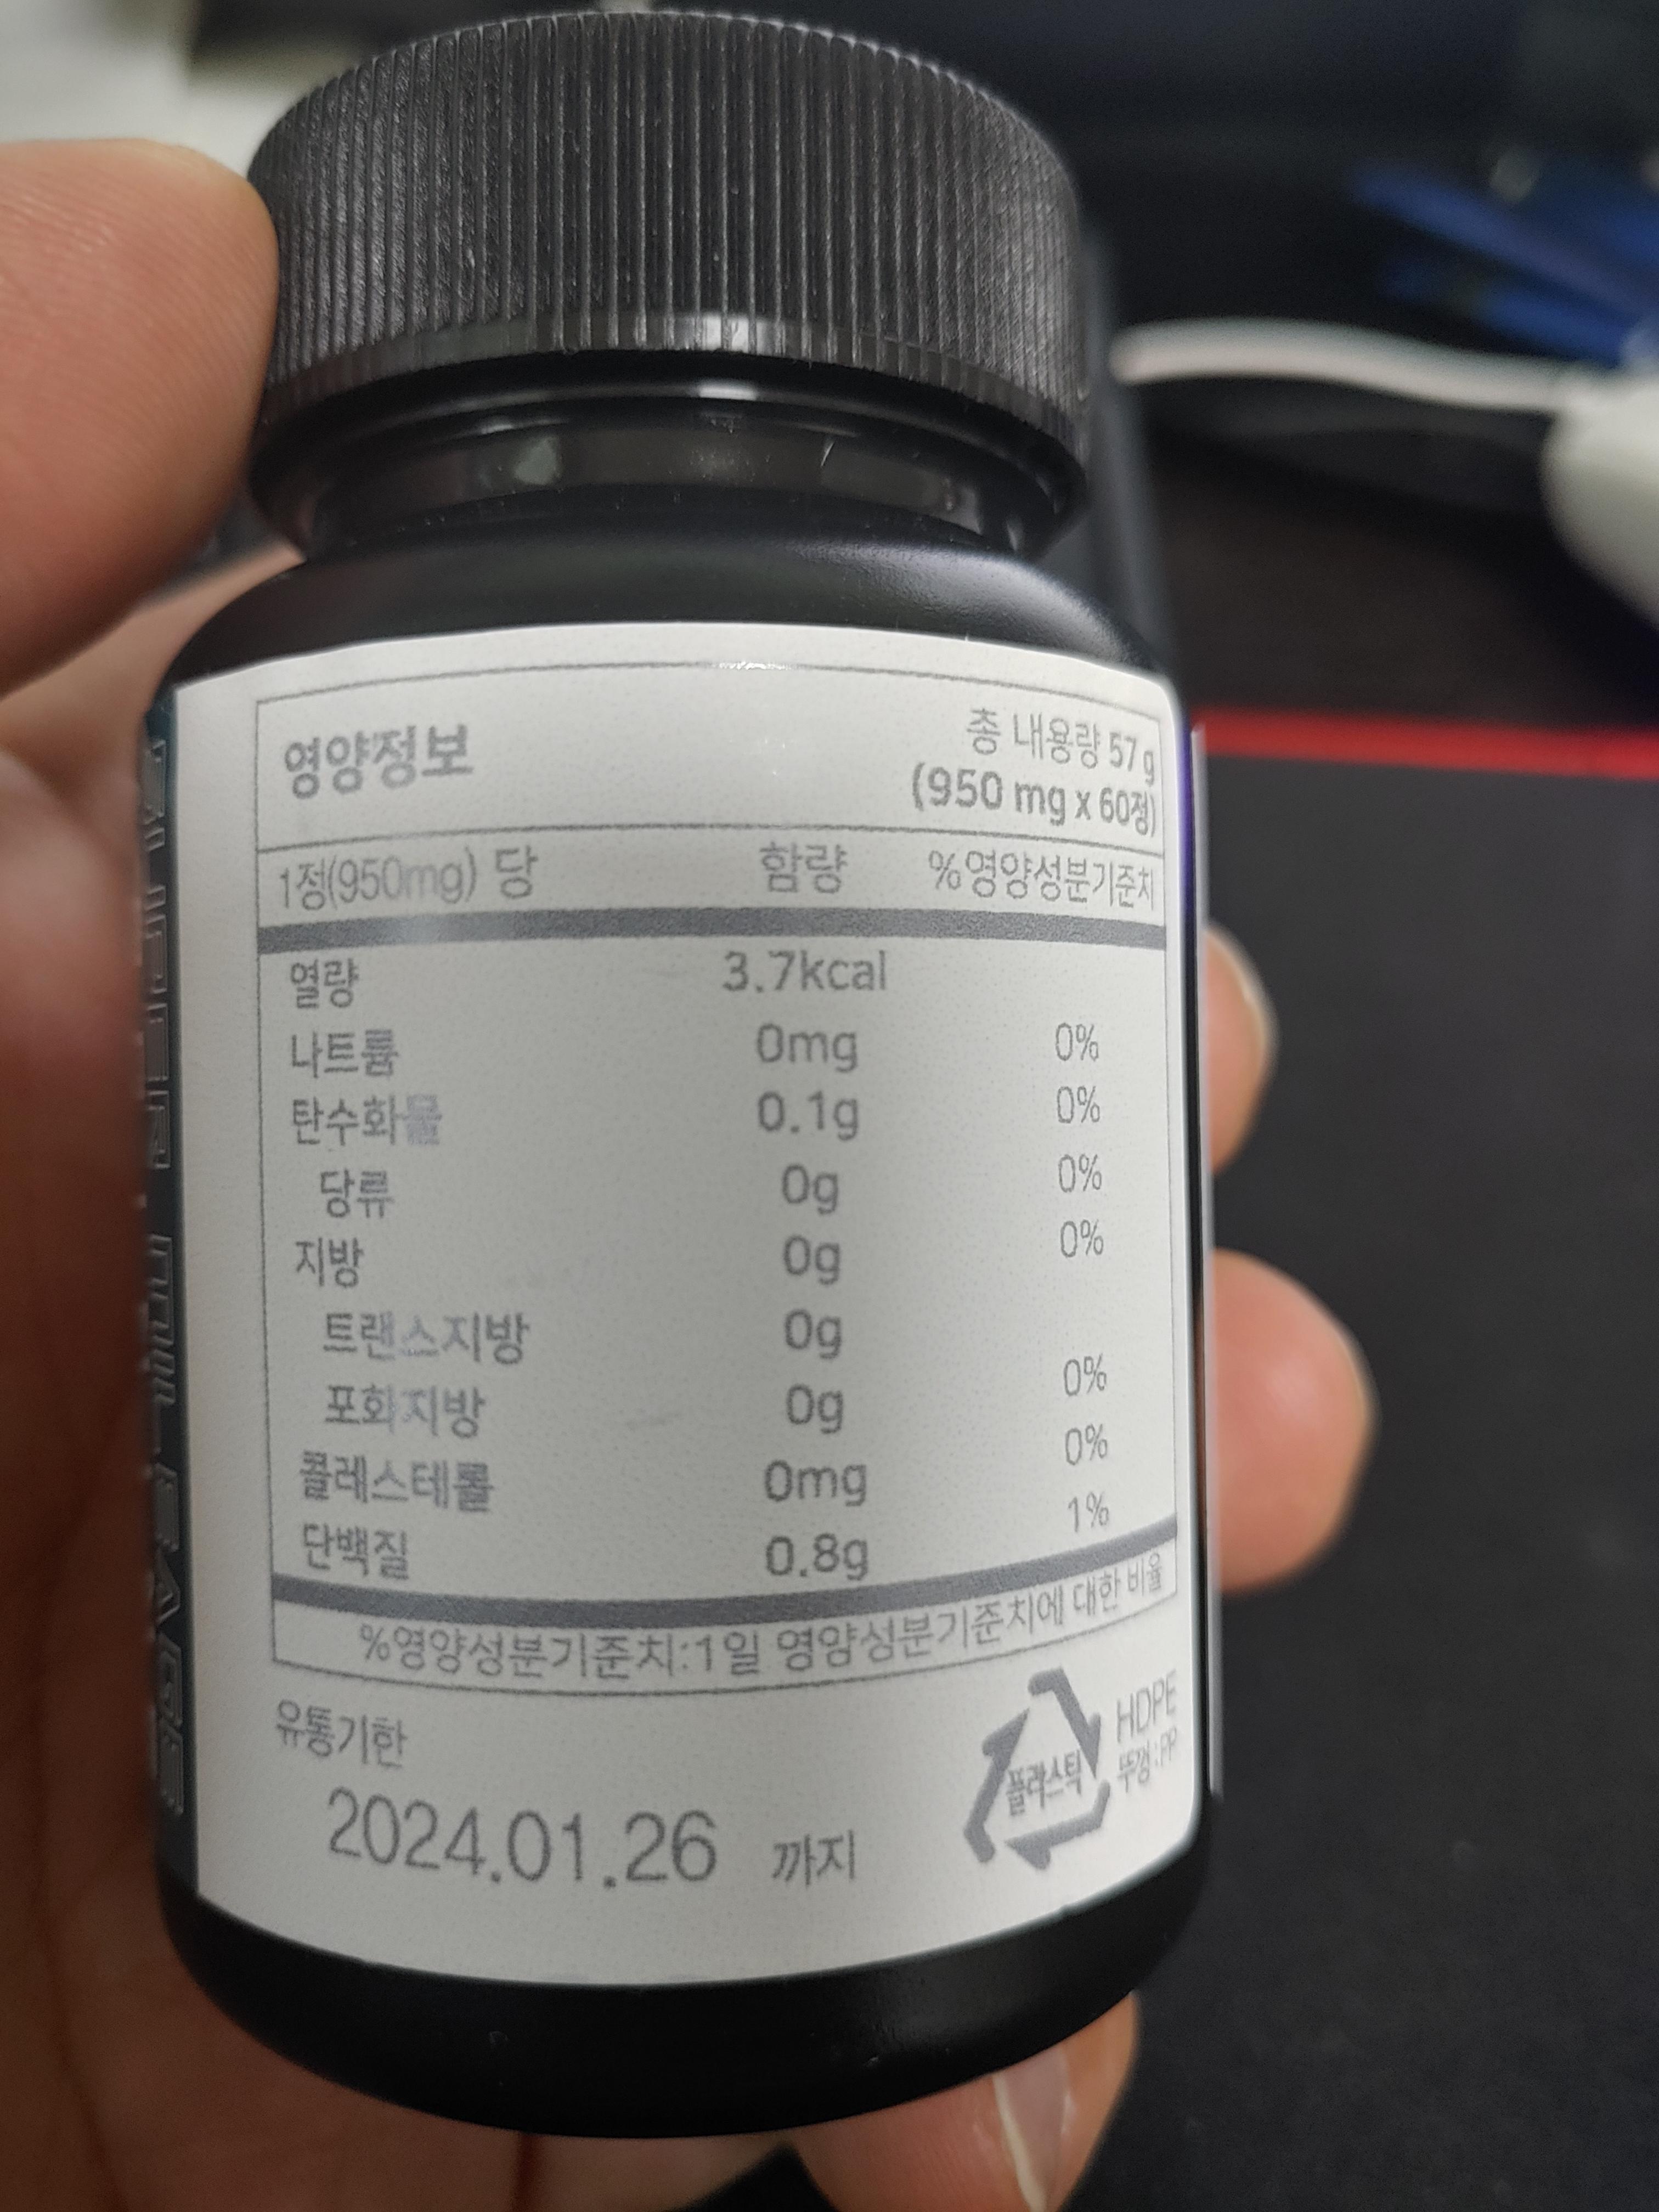 영양정보
총 내용량 57 g
(950 mg x 60정)
1정(950mg) 당 함량 %영양성분기준치
열량 3.7kcal
나트륨 0mg 0%
탄수화물 0.1g 0%
당류 0g 0%
지방 0g 0%
트랜스지방 0g
포화지방 0g 0%
콜레스테롤 0mg 0%
단백질 0.8g 1%
%영양성분기준치:1일 영양성분기준치에 대한 비율
유통기한
2024.01.26 까지
플라스틱
HDPE
뚜껑:PP